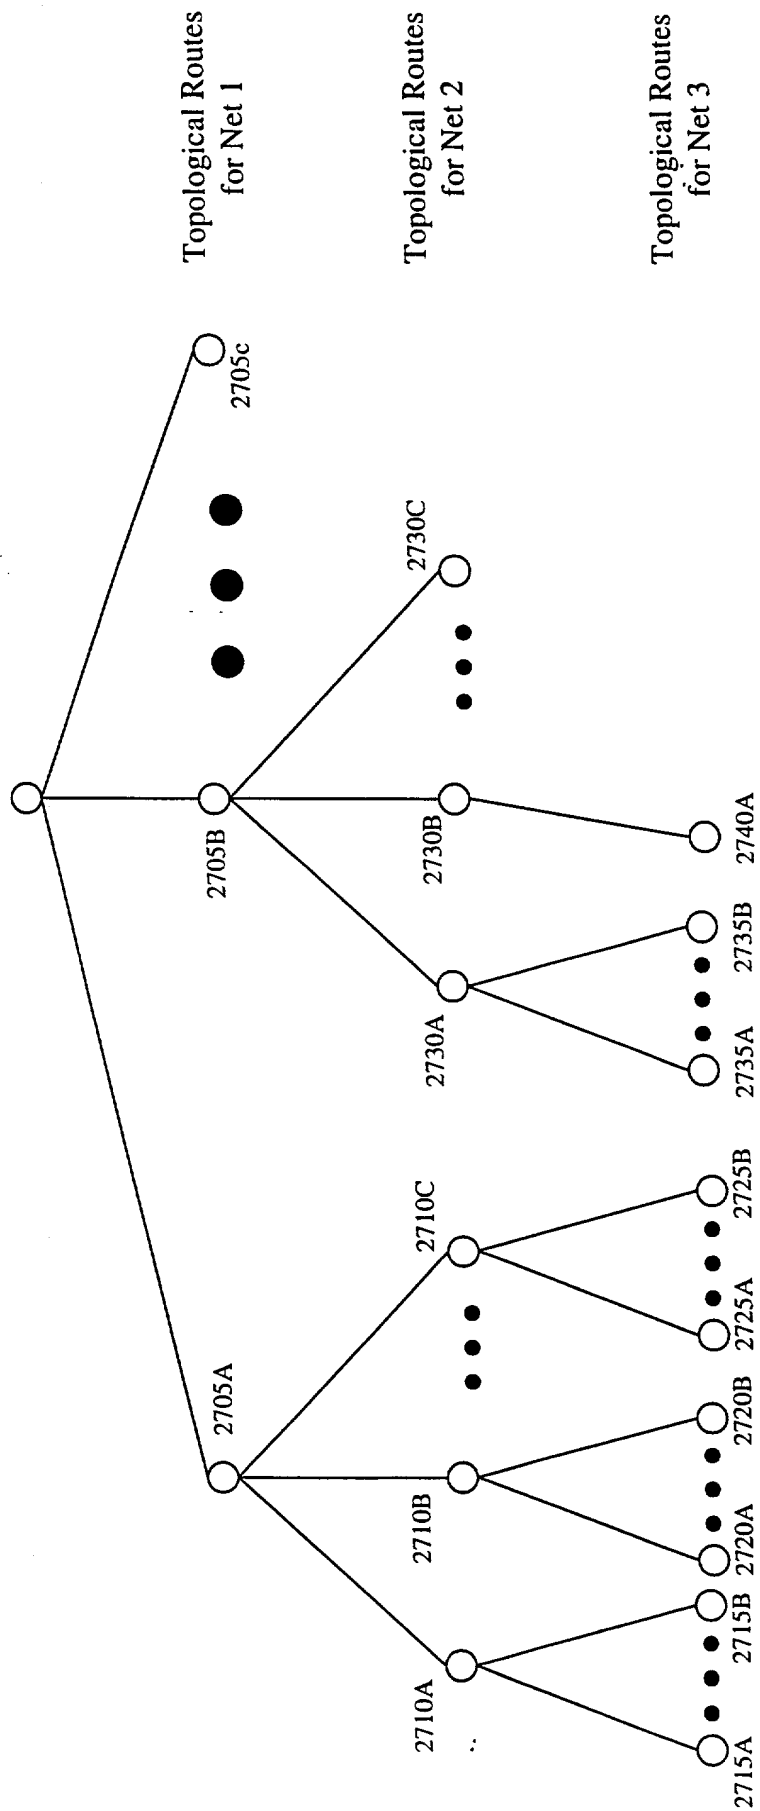 Topological Routes
for Net 1
2705A
2705B
2705c
Topological Routes
for Net 2
2710A
2710B
2710C
2730A
2730B
2730C
Topological Routes
for Net 3
2715A
2715B
2720A
2720B
2725A
2725B
2735A
2735B
2740A